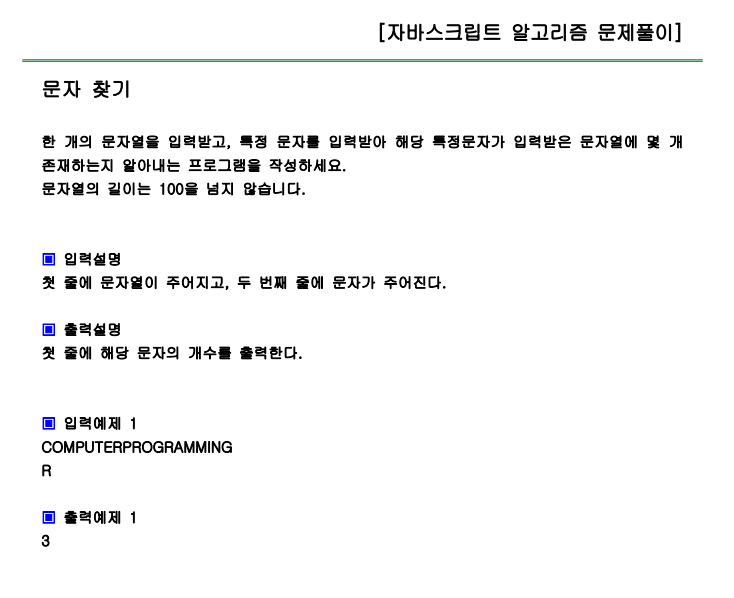 [자바스크립트 알고리즘 문제풀이]
문자 찾기
한 개의 문자열을 입력받고, 특정 문자를 입력받아 해당 특정문자가 입력받은 문자열에 몇 개
존재하는지 알아내는 프로그램을 작성하세요.
문자열의 길이는 100을 넘지 않습니다.
▣ 입력설명
첫 줄에 문자열이 주어지고, 두 번째 줄에 문자가 주어진다.
▣ 출력설명
첫 줄에 해당 문자의 개수를 출력한다.
▣ 입력예제 1
COMPUTERPROGRAMMING
R
▣ 출력예제 1
3